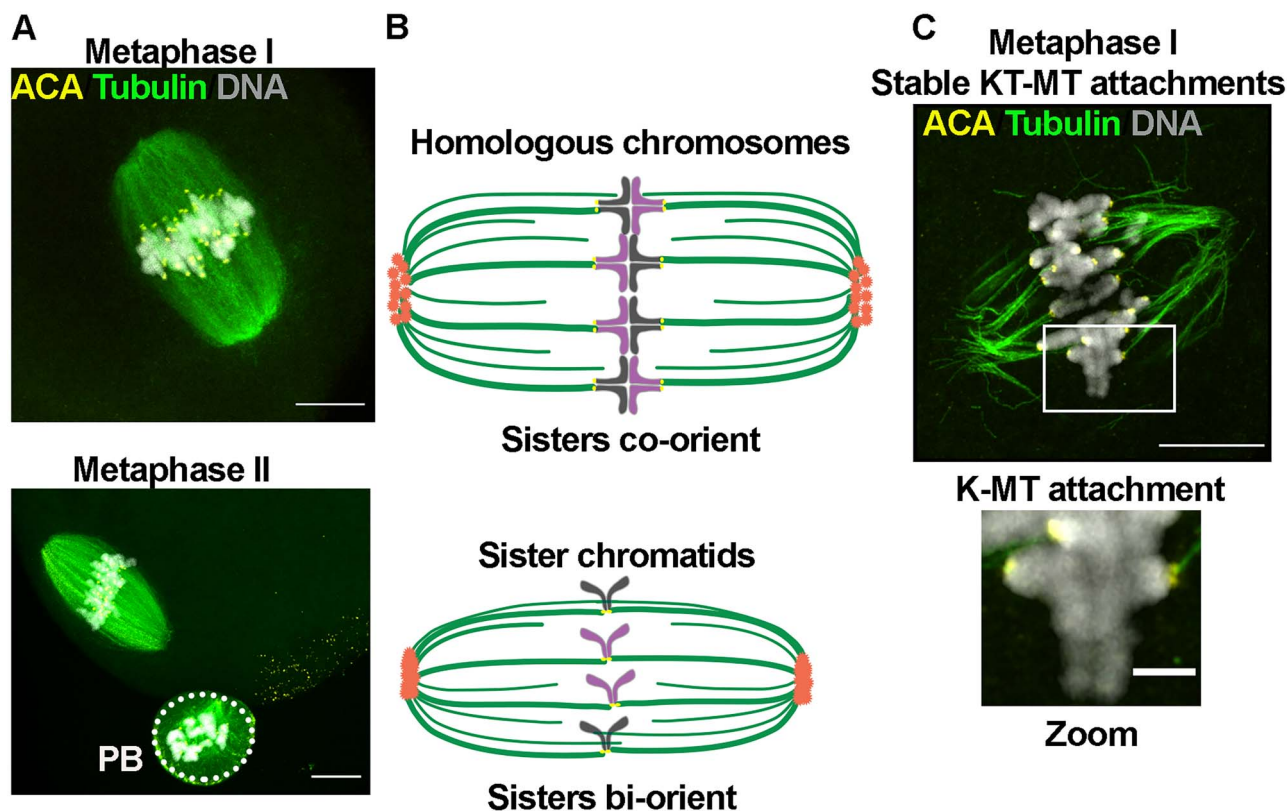 A
Metaphase I
ACA Tubulin DNA
Metaphase II
PB
B
Homologous chromosomes
Sisters co-orient
Sister chromatids
Sisters bi-orient
C
Metaphase I
Stable KT-MT attachments
ACA Tubulin DNA
K-MT attachment
Zoom